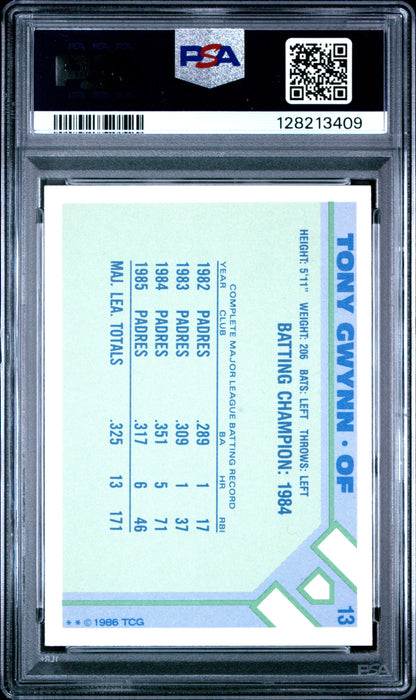 PSA
128213409
TONY GWYNN · OF
13
HEIGHT: 5'11" WEIGHT: 206 BATS: LEFT THROWS: LEFT
BATTING CHAMPION: 1984
COMPLETE MAJOR LEAGUE BATTING RECORD
YEAR CLUB BA HR RBI
1982 PADRES .289 1 17
1983 PADRES .309 1 37
1984 PADRES .351 5 71
1985 PADRES .317 6 46
MAJ. LEA. TOTALS .325 13 171
* * © 1986 TCG
PSA